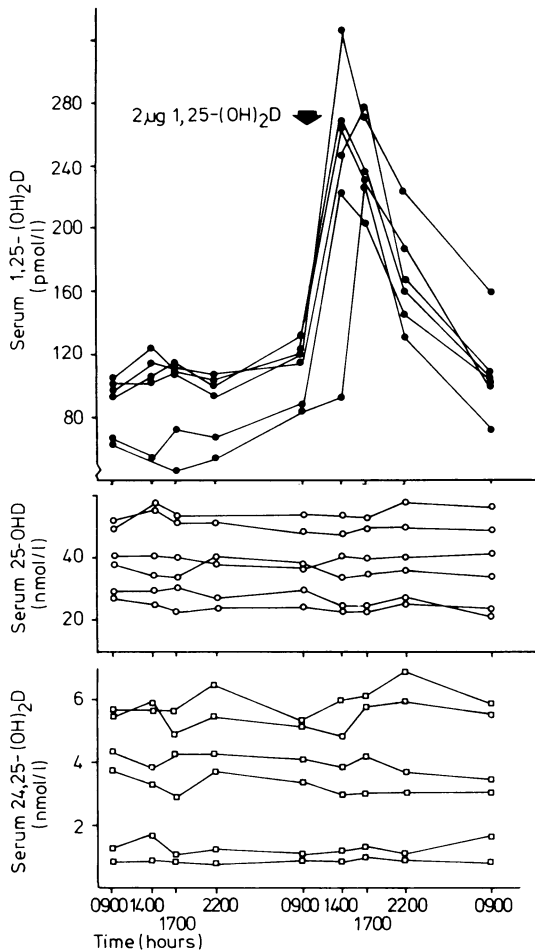 280
2µg 1,25-(OH)₂D
240
200
160
120
80
Serum 1,25-(OH)₂D
(pmol/l)
40
20
Serum 25-OHD
(nmol/l)
6
4
2
Serum 24,25-(OH)₂D
(nmol/l)
0900 1400 2200 0900 1400 2200 0900
1700 1700
Time (hours)